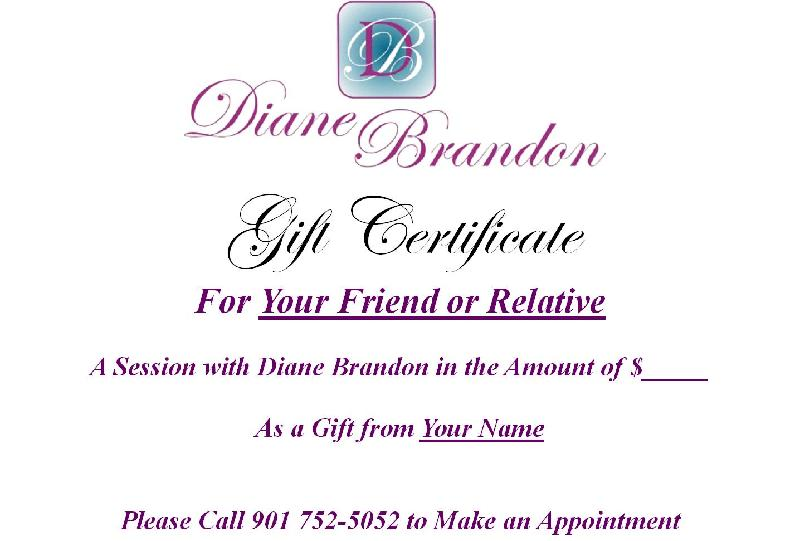 DB
Diane
Brandon
Gift Certificate
For Your Friend or Relative
A Session with Diane Brandon in the Amount of $_____
As a Gift from Your Name
Please Call 901 752-5052 to Make an Appointment